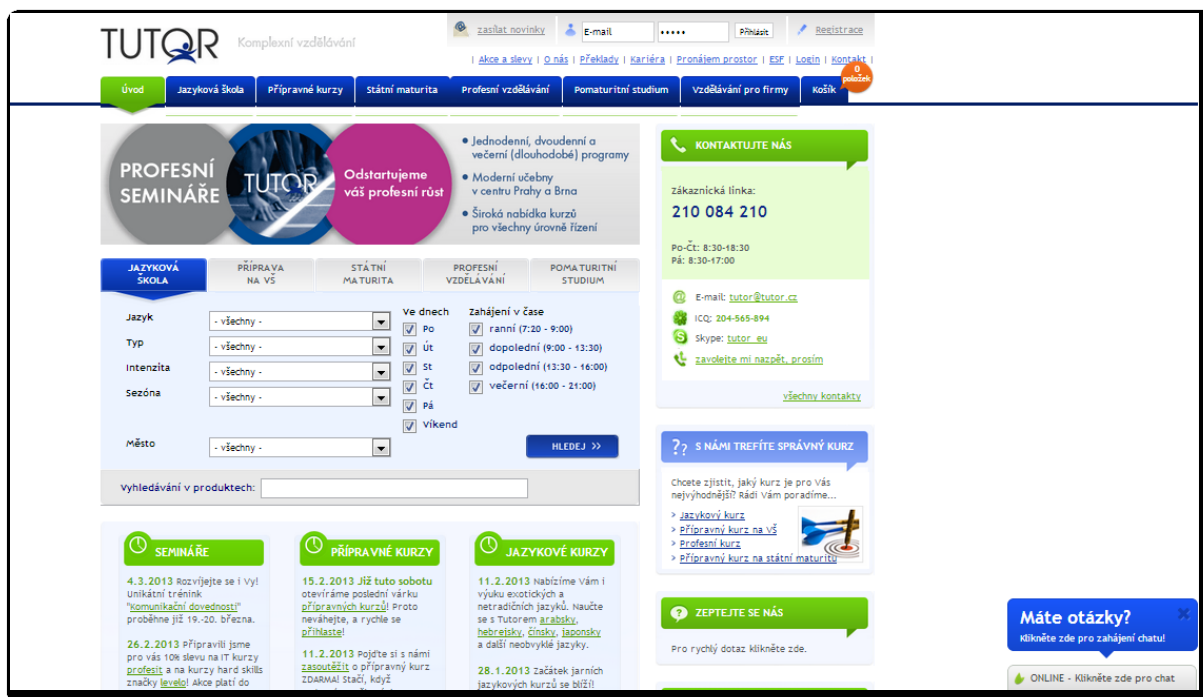 TUTOR
Komplexní vzdělávání
zasílat novinky
E-mail
•••••
Přihlásit
Registrace
| Akce a slevy | O nás | Překlady | Kariéra | Pronájem prostor | ESF | Login | Kontakt |
0
položek
Úvod
Jazyková škola
Přípravné kurzy
Státní maturita
Profesní vzdělávání
Pomaturitní studium
Vzdělávání pro firmy
Košík
PROFESNÍ
SEMINÁŘE
TUTOR
Odstartujeme
váš profesní růst
• Jednodenní, dvoudenní a
večerní (dlouhodobé) programy
• Moderní učebny
v centru Prahy a Brna
• Široká nabídka kurzů
pro všechny úrovně řízení
JAZYKOVÁ
ŠKOLA
PŘÍPRAVA
NA VŠ
STÁTNÍ
MATURITA
PROFESNÍ
VZDĚLÁVÁNÍ
POMATURITNÍ
STUDIUM
Jazyk
- všechny -
Typ
- všechny -
Intenzita
- všechny -
Sezóna
- všechny -
Město
- všechny -
Ve dnech
Po
Út
St
Čt
Pá
Víkend
Zahájení v čase
ranní (7:20 - 9:00)
dopolední (9:00 - 13:30)
odpolední (13:30 - 16:00)
večerní (16:00 - 21:00)
HLEDEJ >>
Vyhledávání v produktech:
SEMINÁŘE
4.3.2013 Rozvíjejte se i Vy!
Unikátní trénink
"Komunikační dovednosti"
proběhne již 19.-20. března.
26.2.2013 Připravili jsme
pro vás 10% slevu na IT kurzy
profesit a na kurzy hard skills
značky levelo! Akce platí do
PŘÍPRAVNÉ KURZY
15.2.2013 Již tuto sobotu
otevíráme poslední várku
přípravných kurzů! Proto
neváhejte, a rychle se
přihlaste!
11.2.2013 Pojďte si s námi
zasoutěžit o přípravný kurz
ZDARMA! Stačí, když
JAZYKOVÉ KURZY
11.2.2013 Nabízíme Vám i
výuku exotických a
netradičních jazyků. Naučte
se s Tutorem arabsky,
hebrejsky, čínsky, japonsky
a další neobvyklé jazyky.
28.1.2013 Začátek jarních
jazykových kurzů se blíží!
KONTAKTUJTE NÁS
Zákaznická linka:
210 084 210
Po-Čt: 8:30-18:30
Pá: 8:30-17:00
E-mail: tutor@tutor.cz
ICQ: 204-565-894
Skype: tutor_eu
zavolejte mi nazpět, prosím
všechny kontakty
?? S NÁMI TREFÍTE SPRÁVNÝ KURZ
Chcete zjistit, jaký kurz je pro Vás
nejvýhodnější? Rádi Vám poradíme...
> Jazykový kurz
> Přípravný kurz na VŠ
> Profesní kurz
> Přípravný kurz na státní maturitu
? ZEPTEJTE SE NÁS
Pro rychlý dotaz klikněte zde.
Máte otázky?
Klikněte zde pro zahájení chatu!
ONLINE - Klikněte zde pro chat